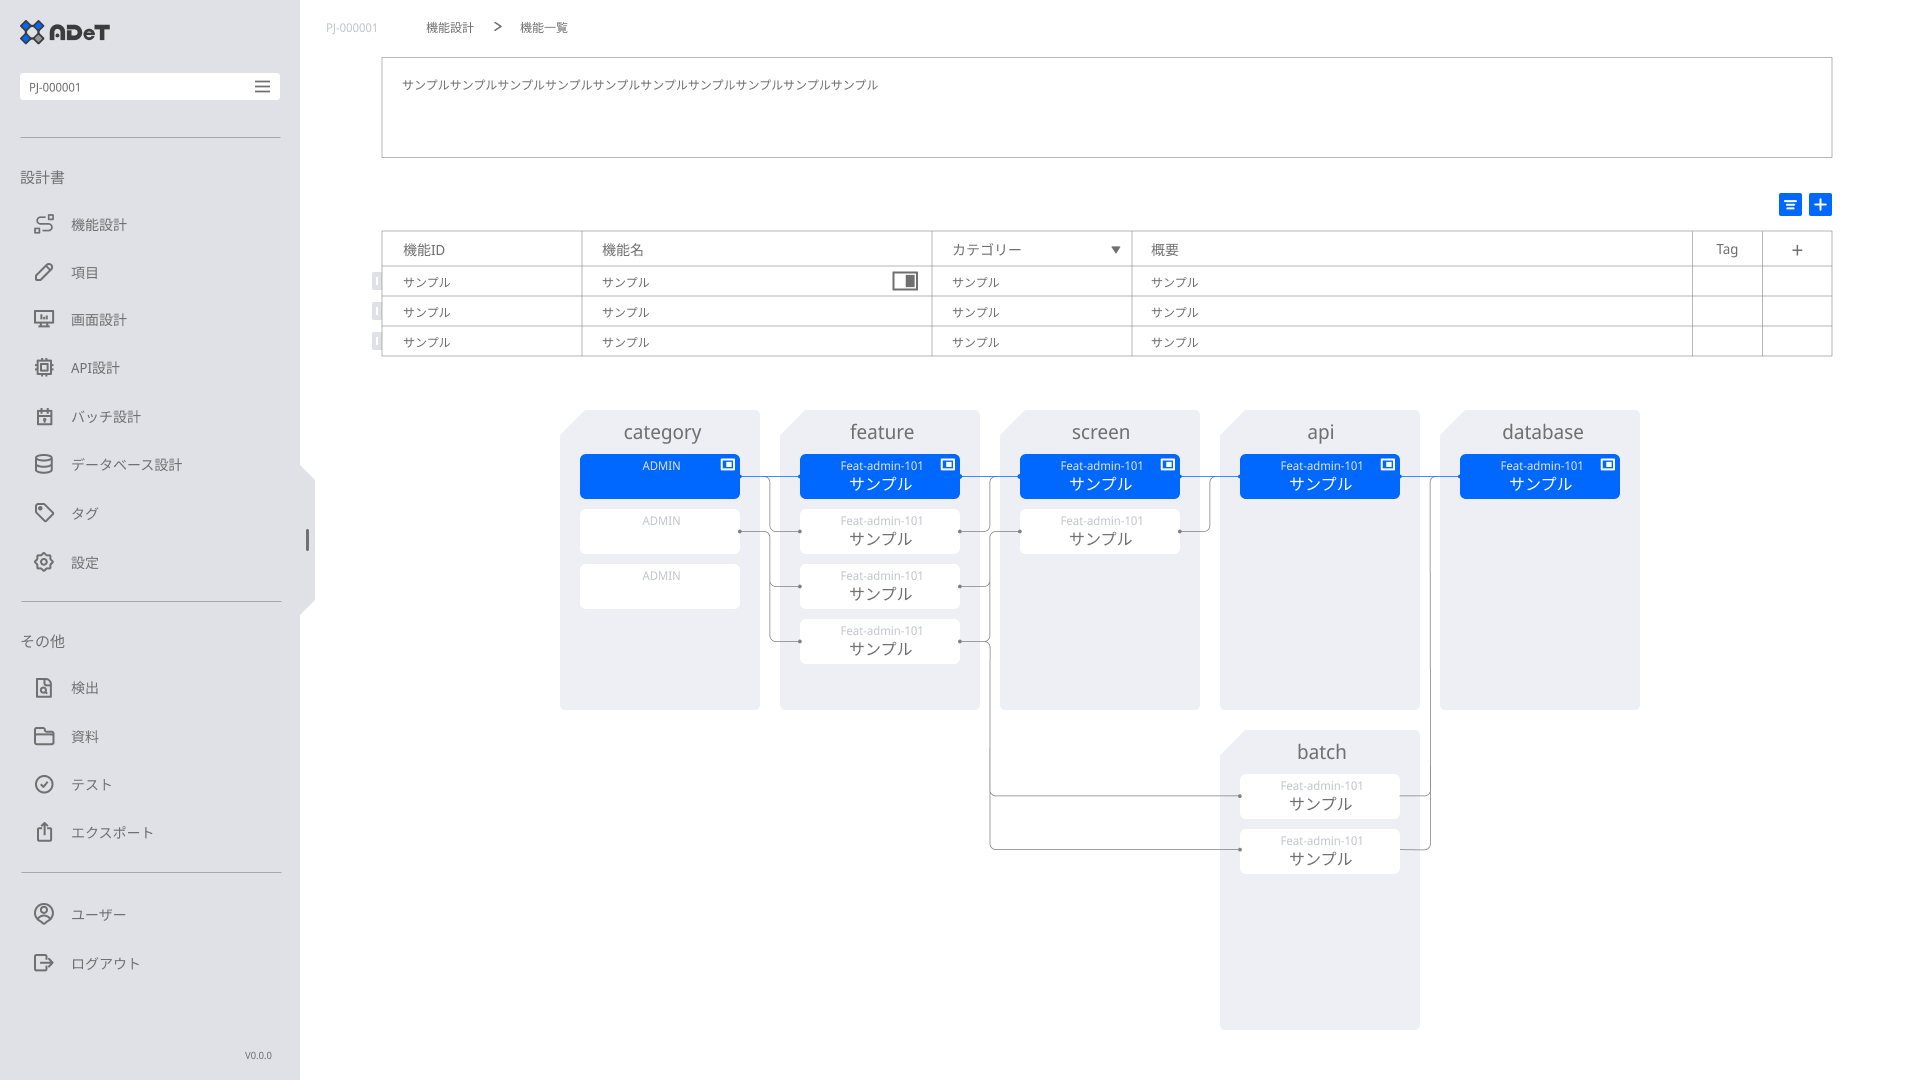 ADeT
PJ-000001
設計書
機能設計
項目
画面設計
API設計
バッチ設計
データベース設計
タグ
設定
その他
検出
資料
テスト
エクスポート
ユーザー
ログアウト
V0.0.0
PJ-000001 機能設計 > 機能一覧
サンプルサンプルサンプルサンプルサンプルサンプルサンプルサンプルサンプルサンプル
機能ID 機能名 カテゴリー ▼ 概要 Tag +
サンプル サンプル サンプル サンプル
サンプル サンプル サンプル サンプル
サンプル サンプル サンプル サンプル
category
ADMIN
ADMIN
ADMIN
feature
Feat-admin-101
サンプル
Feat-admin-101
サンプル
Feat-admin-101
サンプル
Feat-admin-101
サンプル
screen
Feat-admin-101
サンプル
Feat-admin-101
サンプル
api
Feat-admin-101
サンプル
database
Feat-admin-101
サンプル
batch
Feat-admin-101
サンプル
Feat-admin-101
サンプル